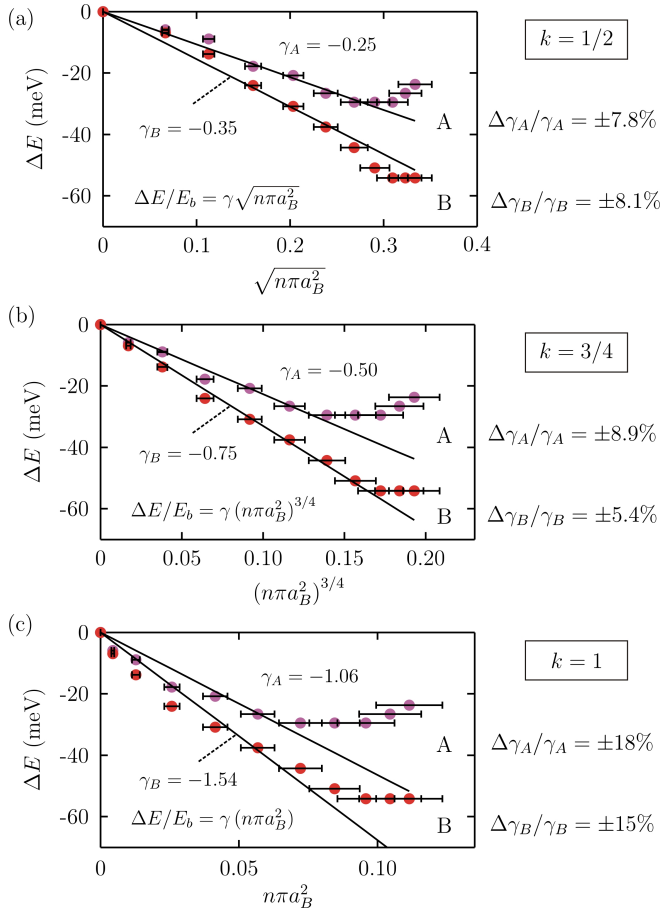 (a)
0
-20
-40
-60
ΔE (meV)
γ_A = −0.25
γ_B = −0.35
A
B
ΔE/E_b = γ√(nπa_B^2)
0 0.1 0.2 0.3 0.4
√(nπa_B^2)
k = 1/2
Δγ_A/γ_A = ±7.8%
Δγ_B/γ_B = ±8.1%
(b)
0
-20
-40
-60
ΔE (meV)
γ_A = −0.50
γ_B = −0.75
A
B
ΔE/E_b = γ (nπa_B^2)^{3/4}
0 0.05 0.10 0.15 0.20
(nπa_B^2)^{3/4}
k = 3/4
Δγ_A/γ_A = ±8.9%
Δγ_B/γ_B = ±5.4%
(c)
0
-20
-40
-60
ΔE (meV)
γ_A = −1.06
γ_B = −1.54
A
B
ΔE/E_b = γ (nπa_B^2)
0 0.05 0.10
nπa_B^2
k = 1
Δγ_A/γ_A = ±18%
Δγ_B/γ_B = ±15%